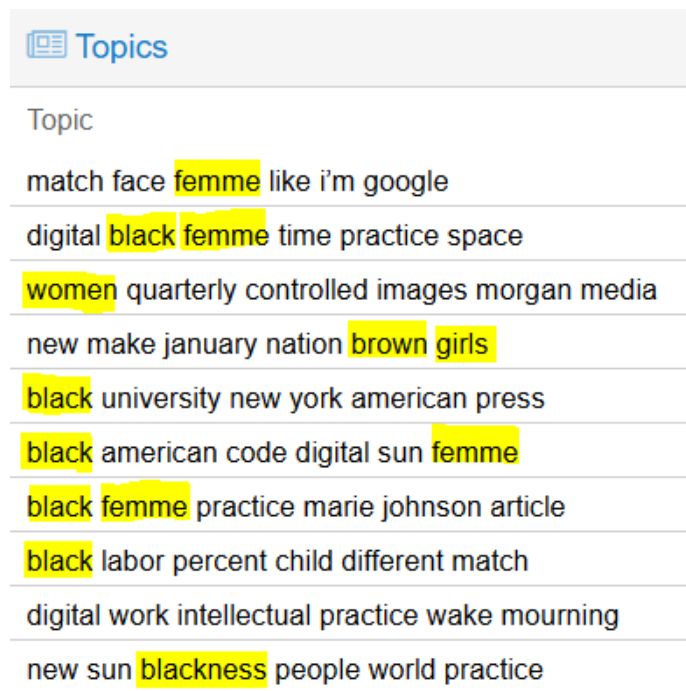 Topics
Topic
match face femme like i’m google
digital black femme time practice space
women quarterly controlled images morgan media
new make january nation brown girls
black university new york american press
black american code digital sun femme
black femme practice marie johnson article
black labor percent child different match
digital work intellectual practice wake mourning
new sun blackness people world practice